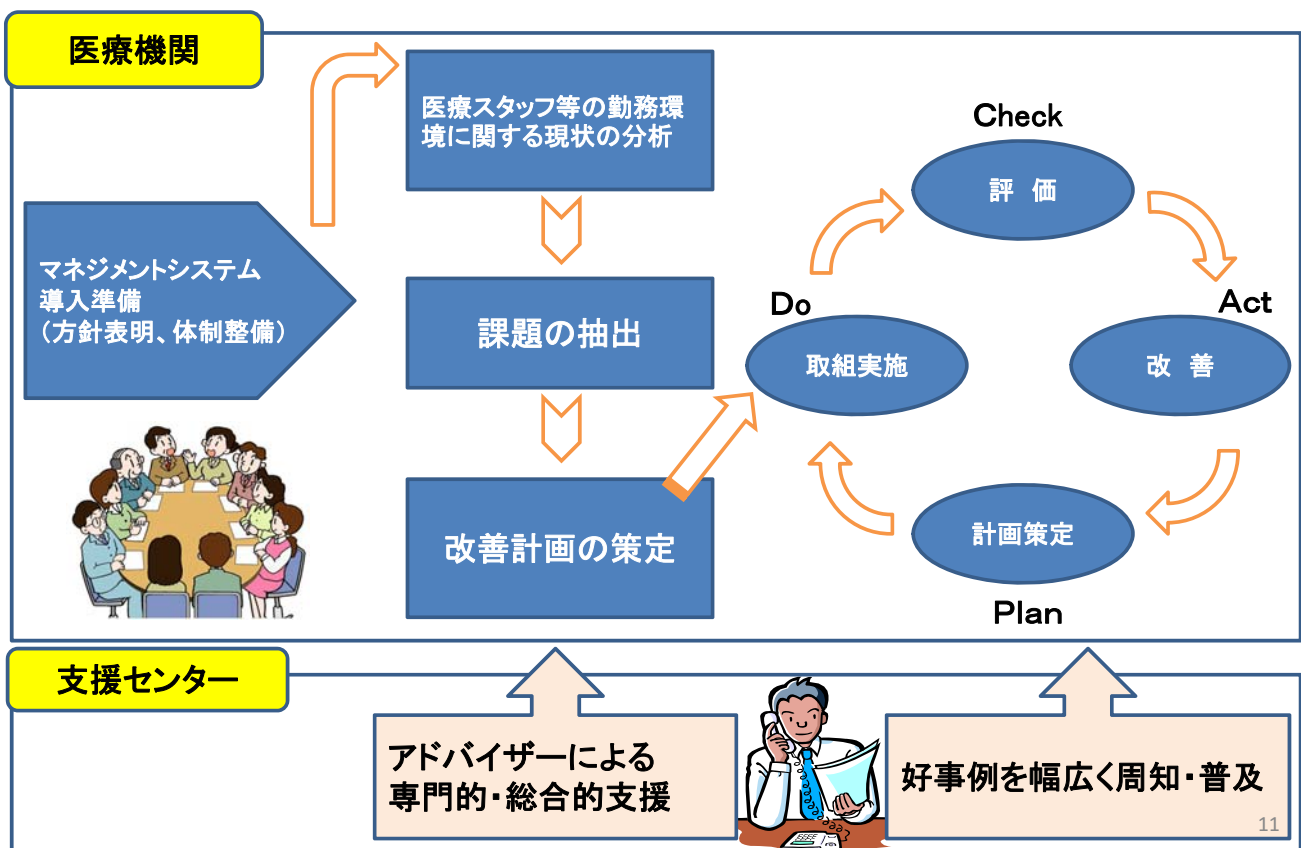 医療機関
医療スタッフ等の勤務環
境に関する現状の分析
マネジメントシステム
導入準備
(方針表明、体制整備)
課題の抽出
改善計画の策定
Check
評　価
Do
取組実施
Act
改　善
計画策定
Plan
支援センター
アドバイザーによる
専門的・総合的支援
好事例を幅広く周知・普及
11